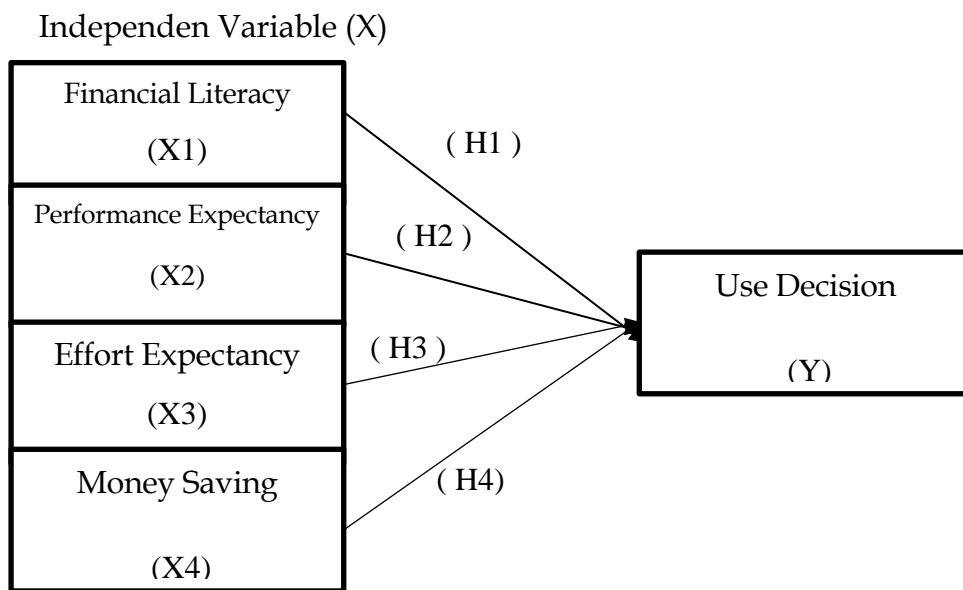 Independen Variable (X)
Financial Literacy
(X1)
( H1 )
Performance Expectancy
(X2)
( H2 )
Effort Expectancy
(X3)
( H3 )
Money Saving
(X4)
( H4)
Use Decision
(Y)